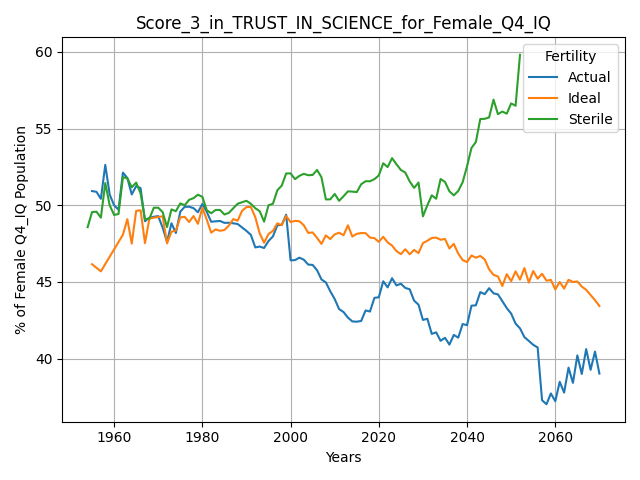 Score_3_in_TRUST_IN_SCIENCE_for_Female_Q4_IQ
% of Female Q4_IQ Population
60
55
50
45
40
Fertility
Actual
Ideal
Sterile
1960 1980 2000 2020 2040 2060
Years